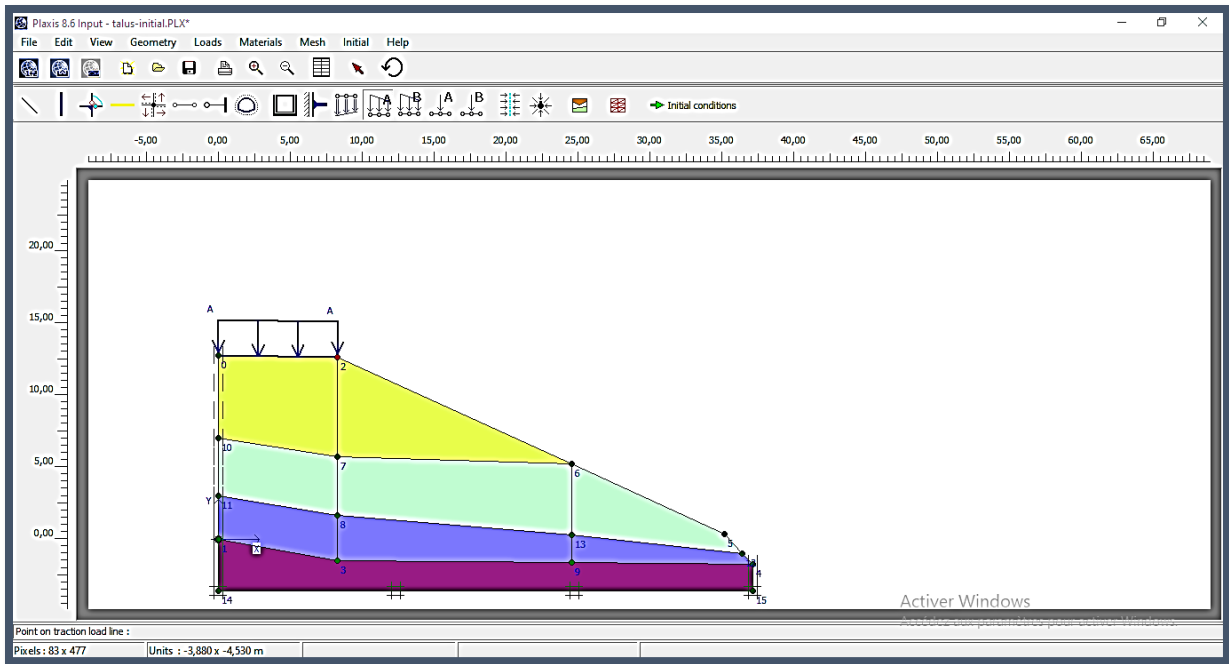 Plaxis 8.6 Input - talus-initial.PLX*
File Edit View Geometry Loads Materials Mesh Initial Help
A B A B Initial conditions
-5,00 0,00 5,00 10,00 15,00 20,00 25,00 30,00 35,00 40,00 45,00 50,00 55,00 60,00 65,00
20,00
15,00
A A
0 2
10,00
10
7
5,00
6
Y 11
8
0,00
13 5
1 X
3 9 4
14 15
Activer Windows
Point on traction load line :
Pixels : 83 x 477 Units : -3,880 x -4,530 m